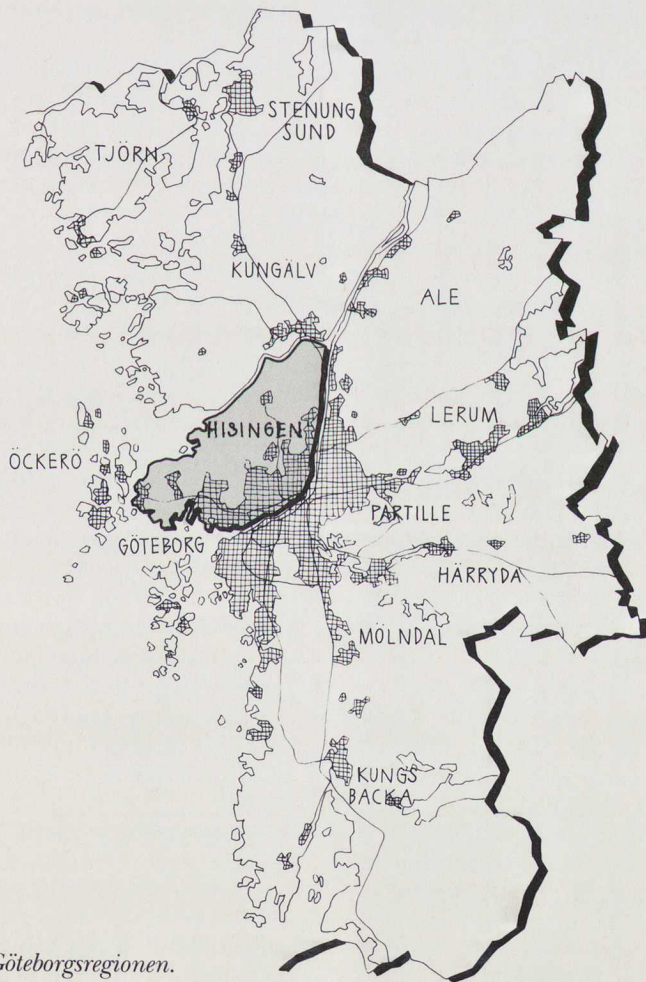 STENUNG
SUND
TJÖRN
KUNGÄLV
ALE
HISINGEN
LERUM
ÖCKERÖ
PARTILLE
GÖTEBORG
HÄRRYDA
MÖLNDAL
KUNGS
BACKA
Göteborgsregionen.